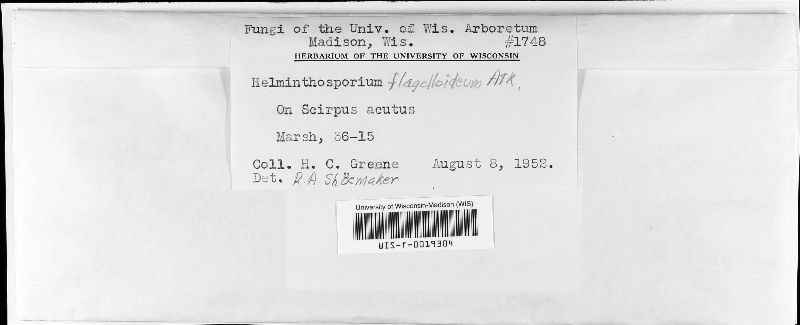 Fungi of the Univ. of Wis. Arboretum
Madison, Wis. #1748
HERBARIUM OF THE UNIVERSITY OF WISCONSIN
Helminthosporium flagelloideum Atk.
On Scirpus acutus
Marsh, 36-15
Coll. H. C. Greene August 8, 1952.
Det. R.A. Shoemaker
University of Wisconsin-Madison (WIS)
WIS-f-0019304